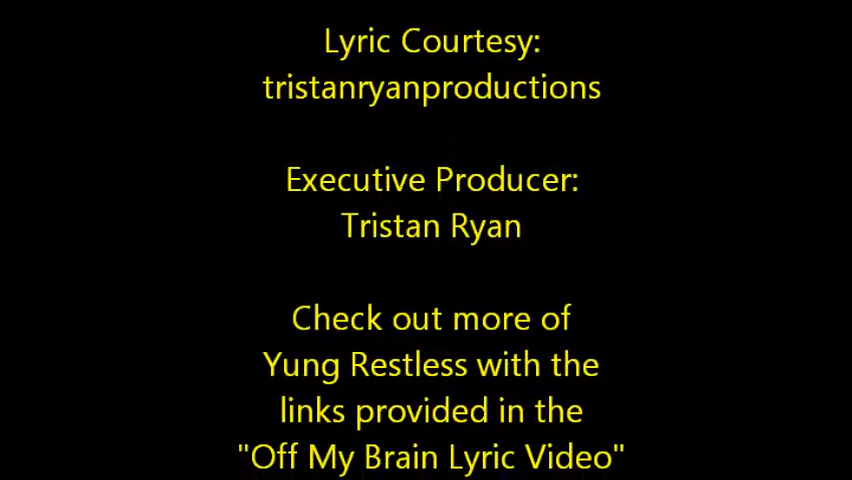 Lyric Courtesy:
tristanryanproductions
Executive Producer:
Tristan Ryan
Check out more of
Yung Restless with the
links provided in the
"Off My Brain Lyric Video"